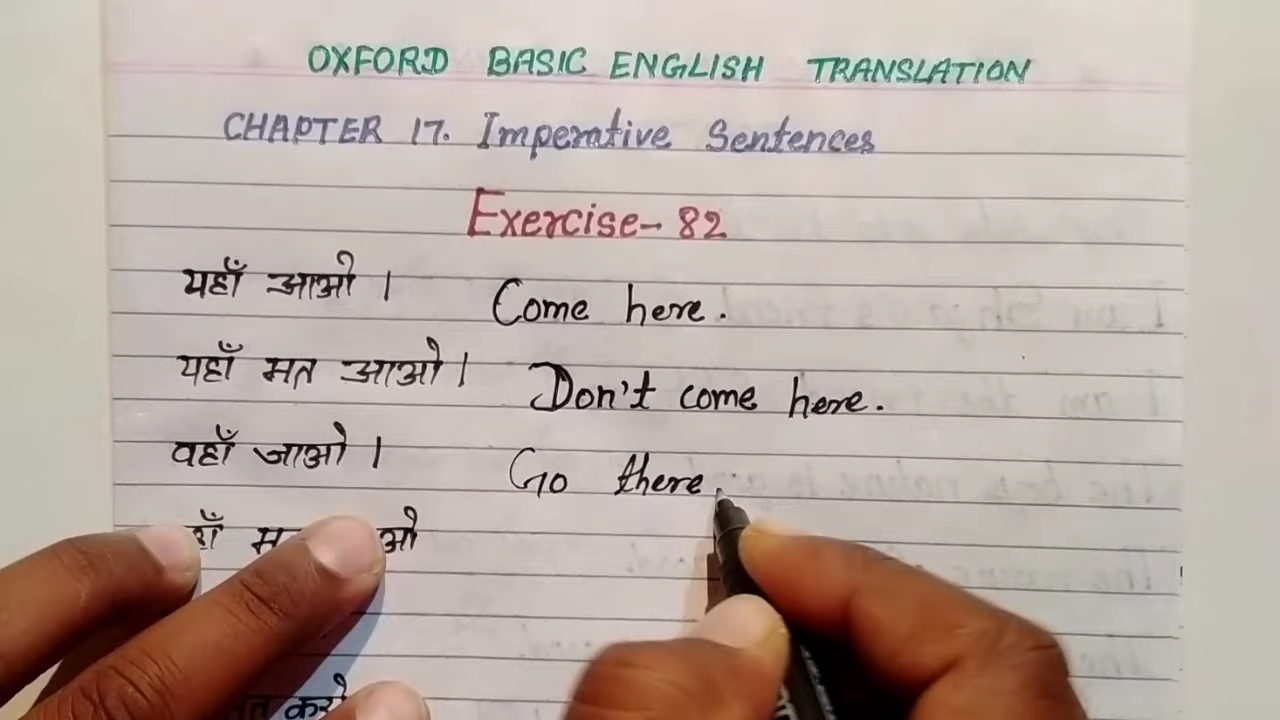 OXFORD BASIC ENGLISH TRANSLATION
CHAPTER 17. Imperative Sentences
Exercise- 82
यहाँ आओ । Come here.
यहाँ मत आओ । Don't come here.
वहाँ जाओ । Go there.